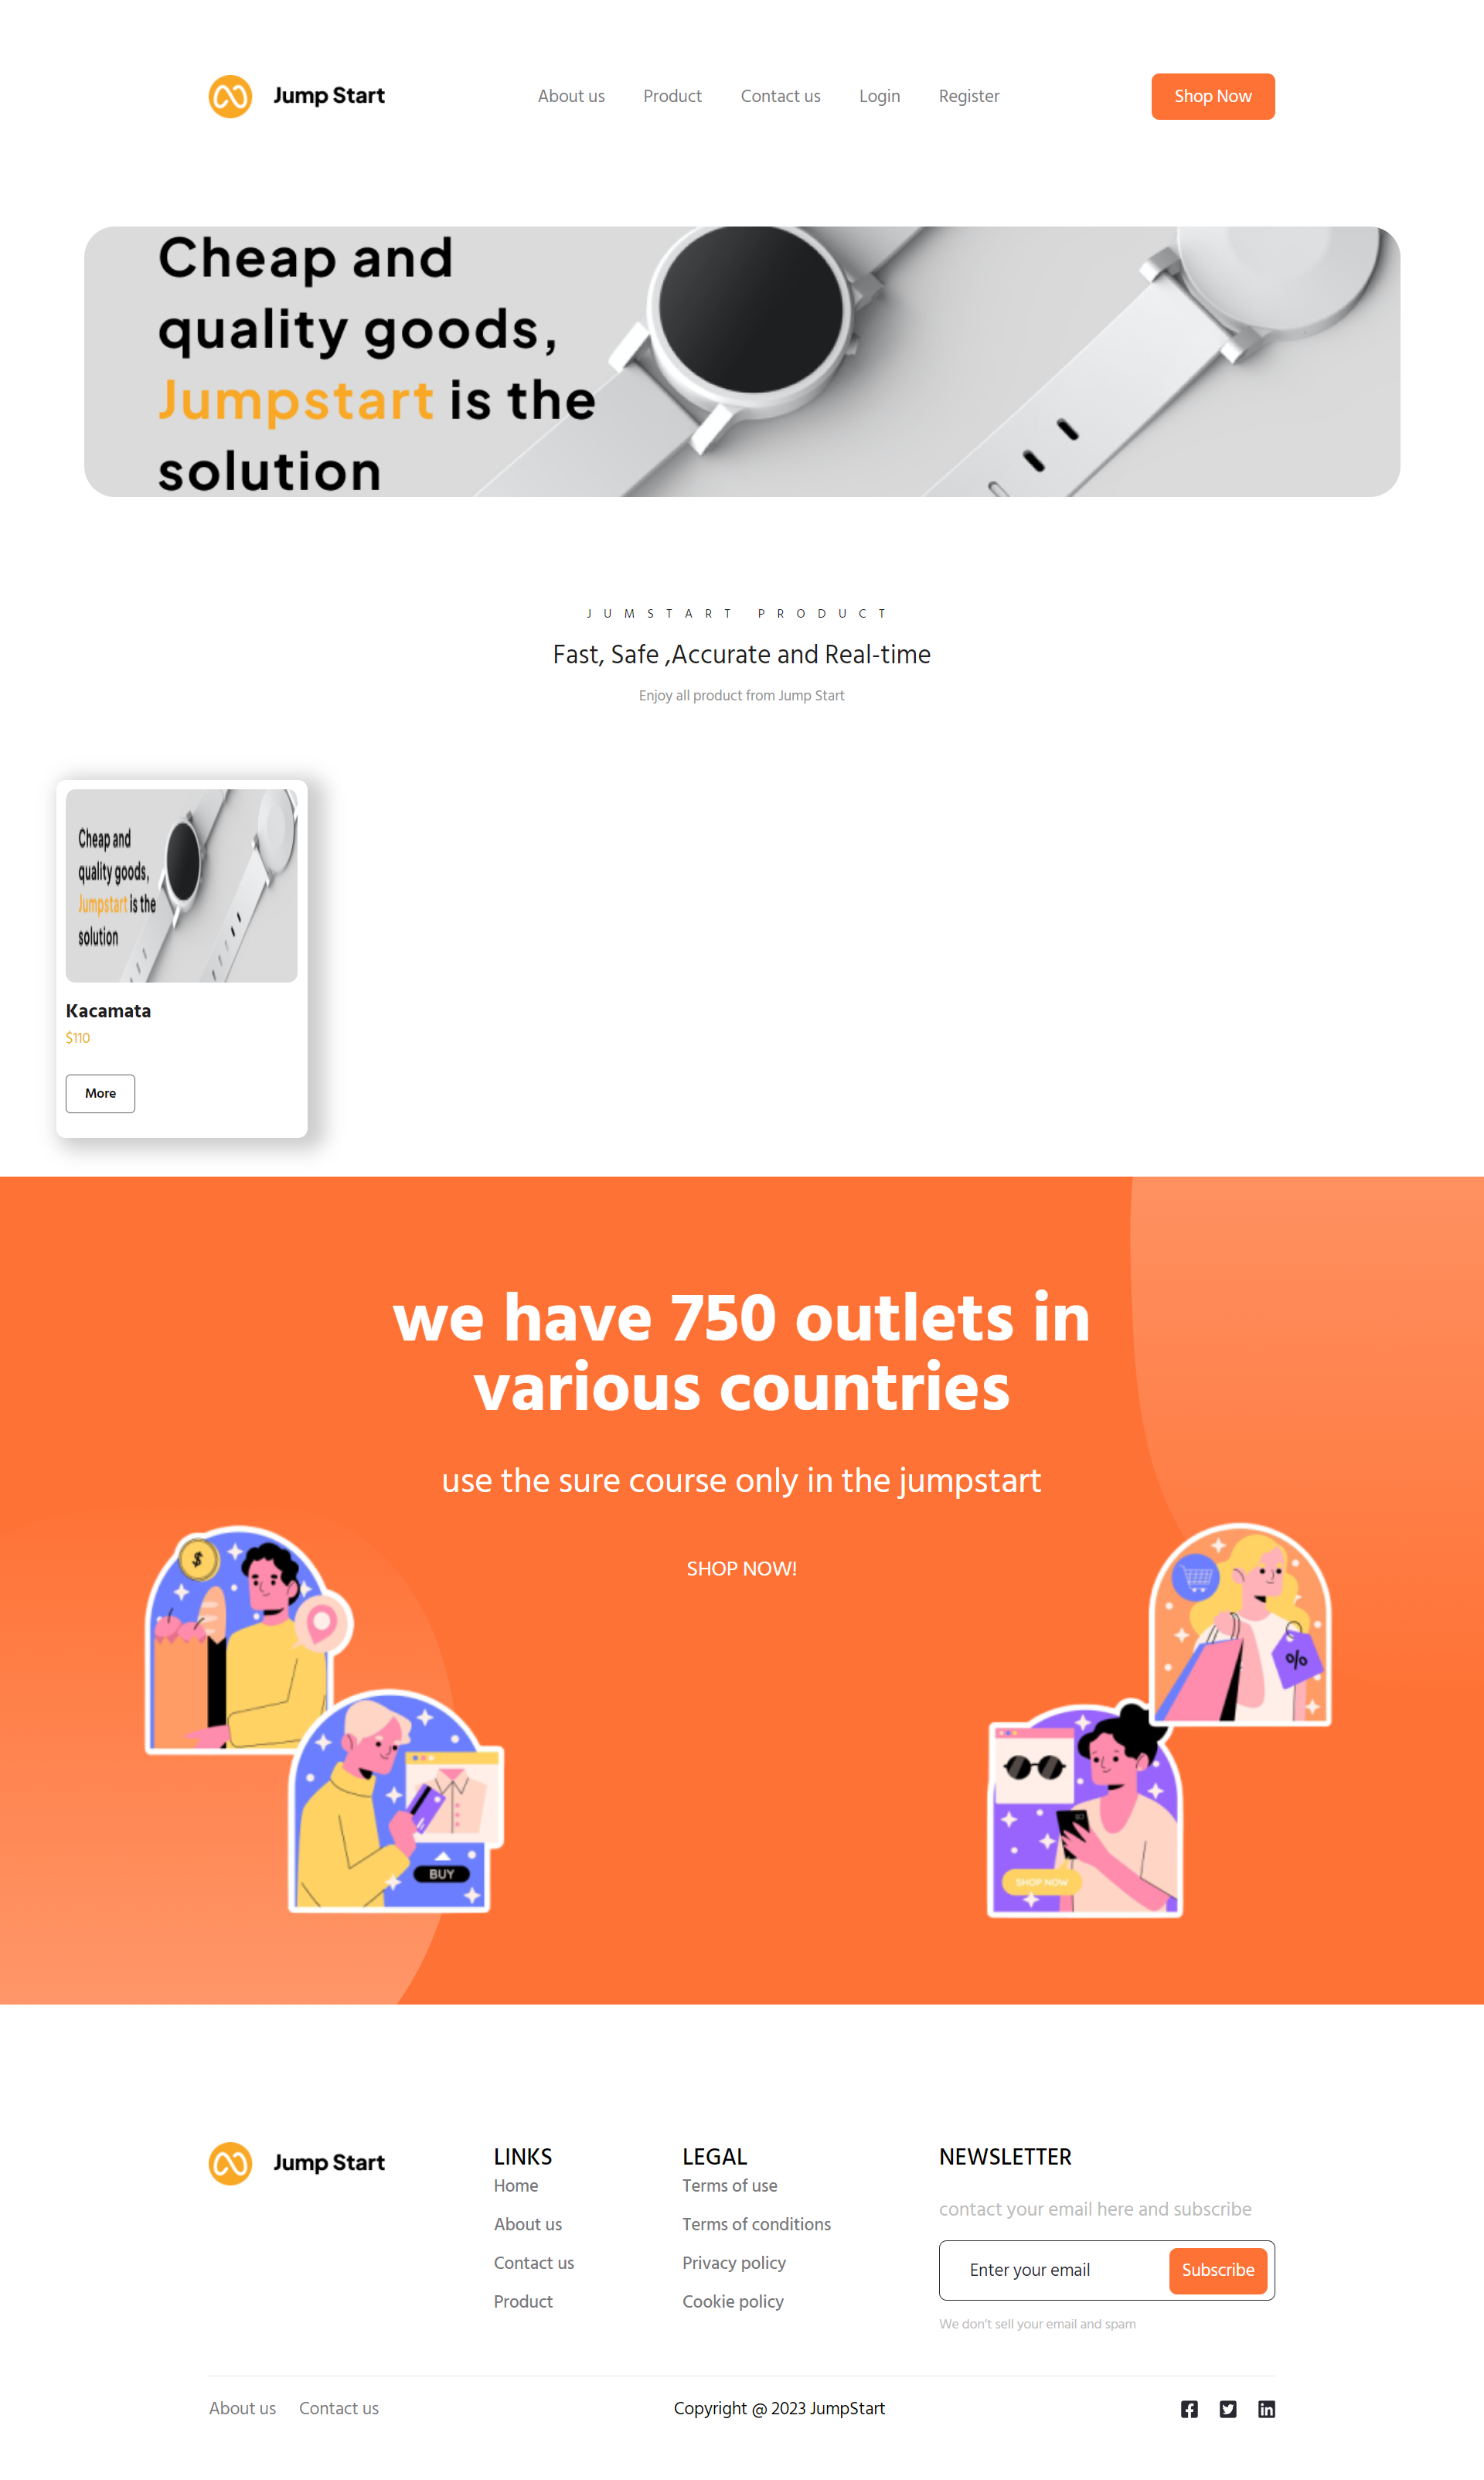 Jump Start
About us
Product
Contact us
Login
Register
Shop Now
Cheap and
quality goods,
Jumpstart is the
solution
JUMSTART PRODUCT
Fast, Safe ,Accurate and Real-time
Enjoy all product from Jump Start
Cheap and
quality goods,
Jumpstart is the
solution
Kacamata
$110
More
we have 750 outlets in
various countries
use the sure course only in the jumpstart
SHOP NOW!
$
%
BUY
SHOP NOW
Jump Start
LINKS
Home
About us
Contact us
Product
LEGAL
Terms of use
Terms of conditions
Privacy policy
Cookie policy
NEWSLETTER
contact your email here and subscribe
Enter your email
Subscribe
We don't sell your email and spam
About us
Contact us
Copyright @ 2023 JumpStart